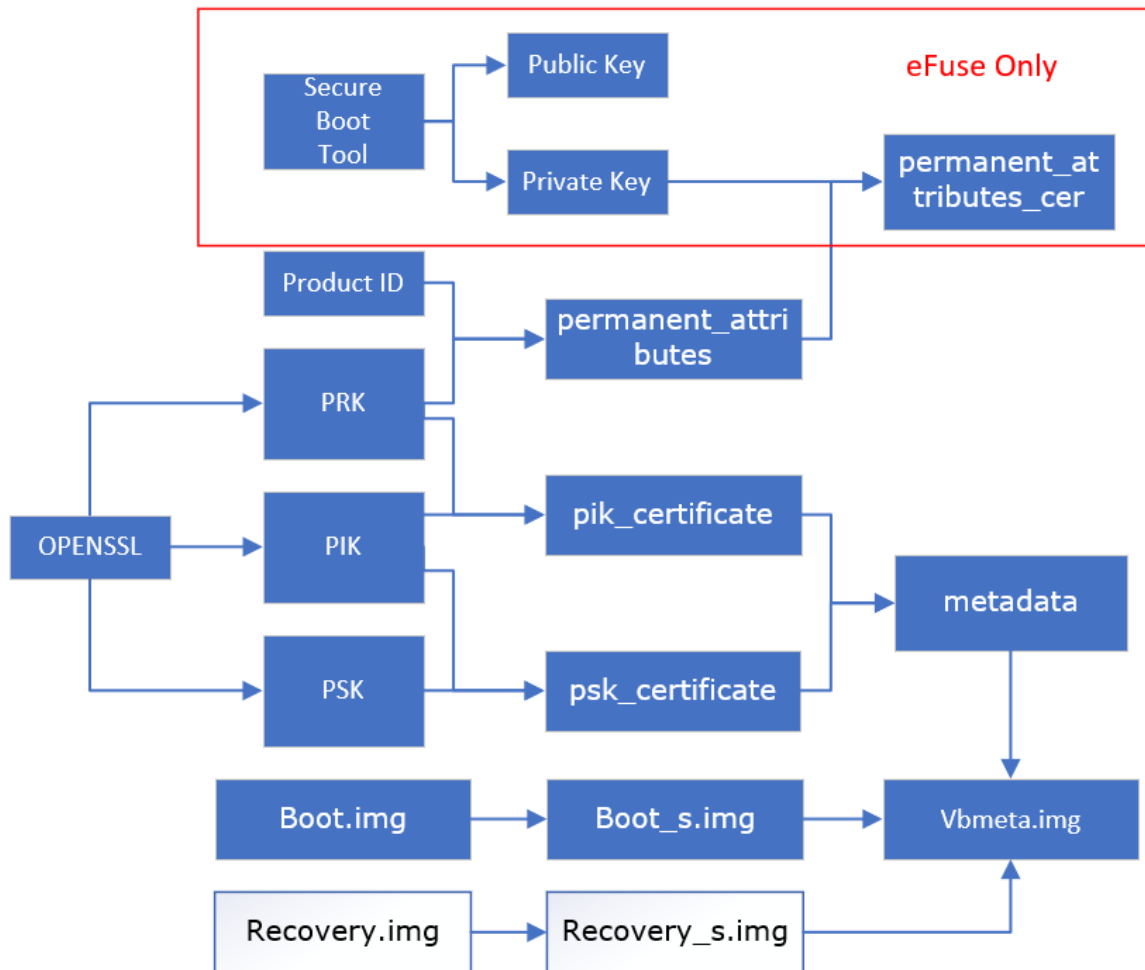 Public Key
eFuse Only
Secure
Boot
Tool
Private Key
permanent_at
tributes_cer
Product ID
permanent_attri
butes
PRK
pik_certificate
OPENSSL
PIK
metadata
PSK
psk_certificate
Boot.img
Boot_s.img
Vbmeta.img
Recovery.img
Recovery_s.img